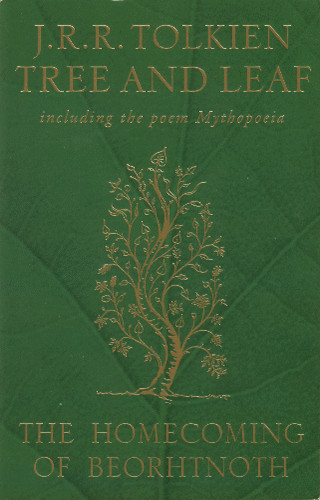 J.R.R. TOLKIEN
TREE AND LEAF
including the poem Mythopoeia
THE HOMECOMING
OF BEORHTNOTH